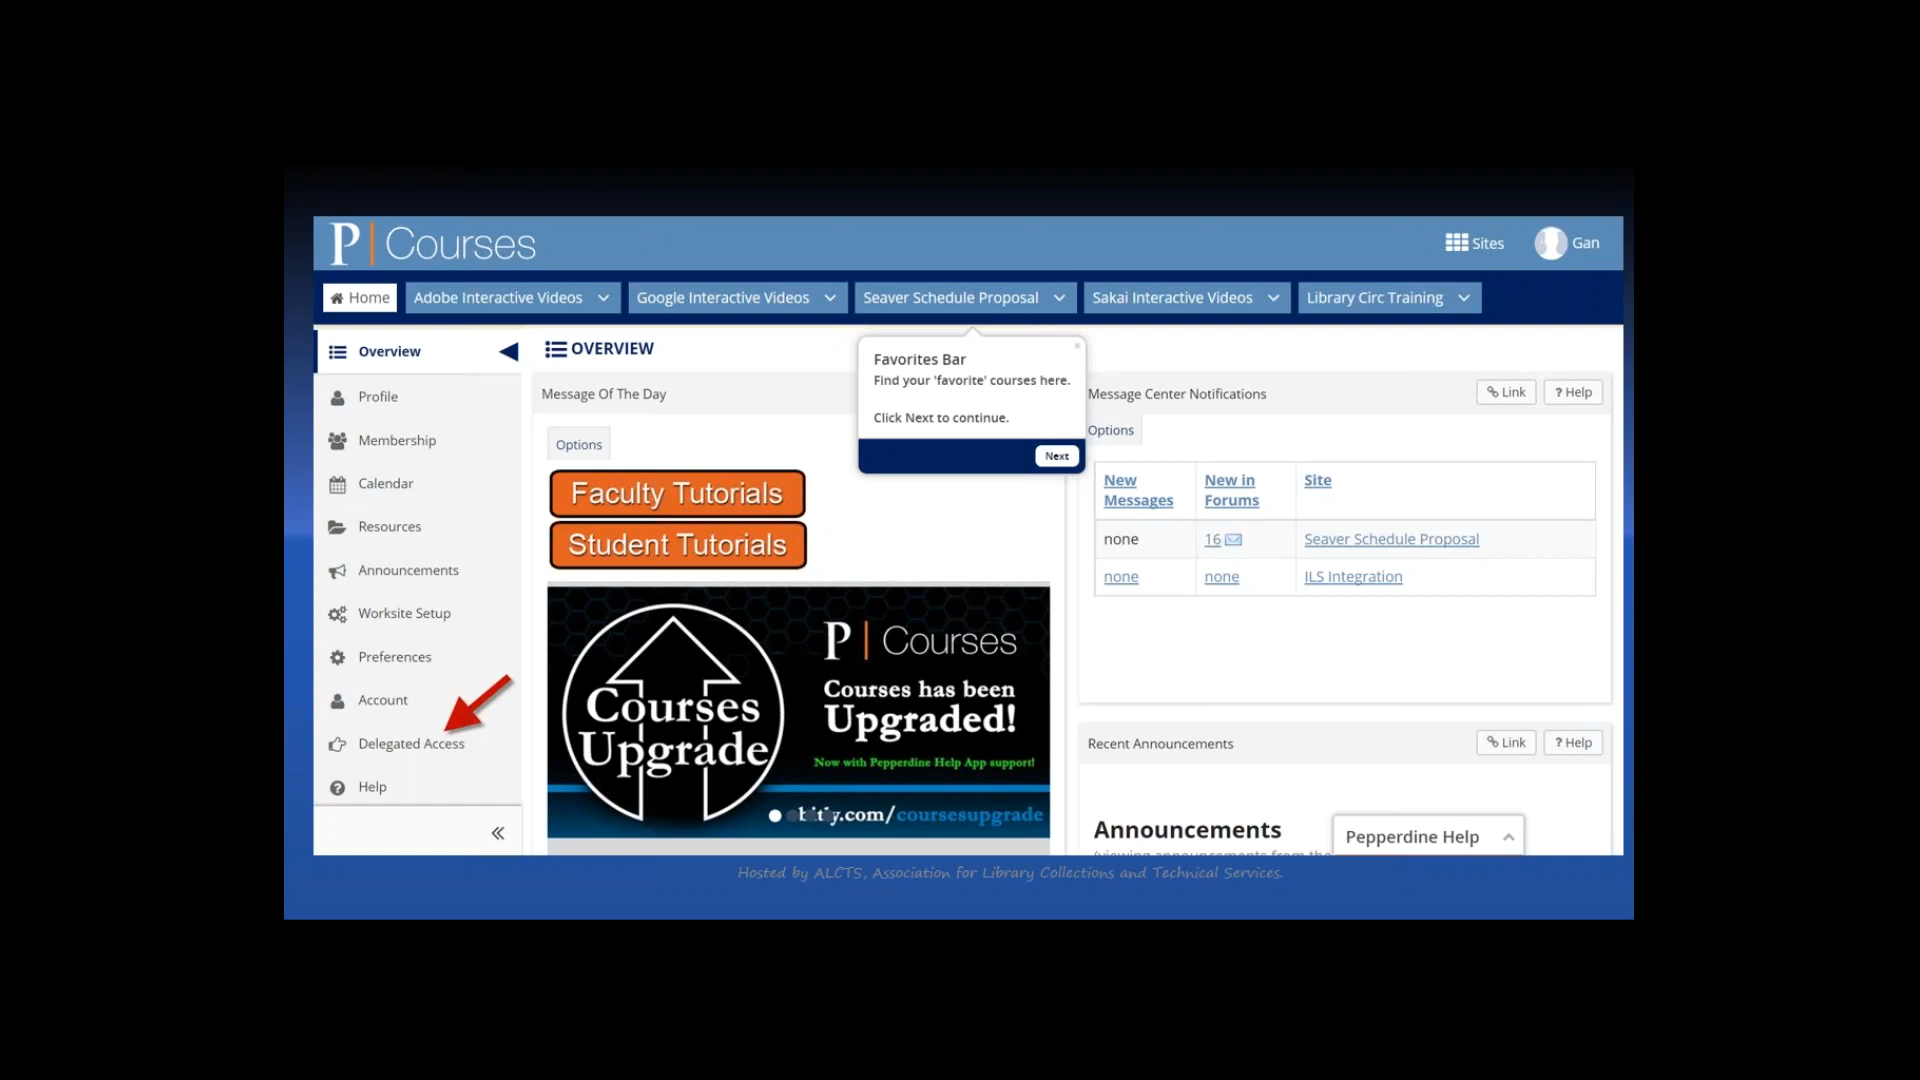 P | Courses
Sites
Gan
Home
Adobe Interactive Videos
Google Interactive Videos
Seaver Schedule Proposal
Sakai Interactive Videos
Library Circ Training
Overview
Profile
Membership
Calendar
Resources
Announcements
Worksite Setup
Preferences
Account
Delegated Access
Help
OVERVIEW
Message Of The Day
Options
Faculty Tutorials
Student Tutorials
Courses
Upgrade
P | Courses
Courses has been
Upgraded!
Now with Pepperdine Help App support!
bitly.com/coursesupgrade
Favorites Bar
Find your 'favorite' courses here.
Click Next to continue.
Next
Message Center Notifications
Link
? Help
Options
New Messages
New in Forums
Site
none
16
Seaver Schedule Proposal
none
none
ILS Integration
Recent Announcements
Link
? Help
Announcements
Pepperdine Help
Hosted by ALCTS, Association for Library Collections and Technical Services.